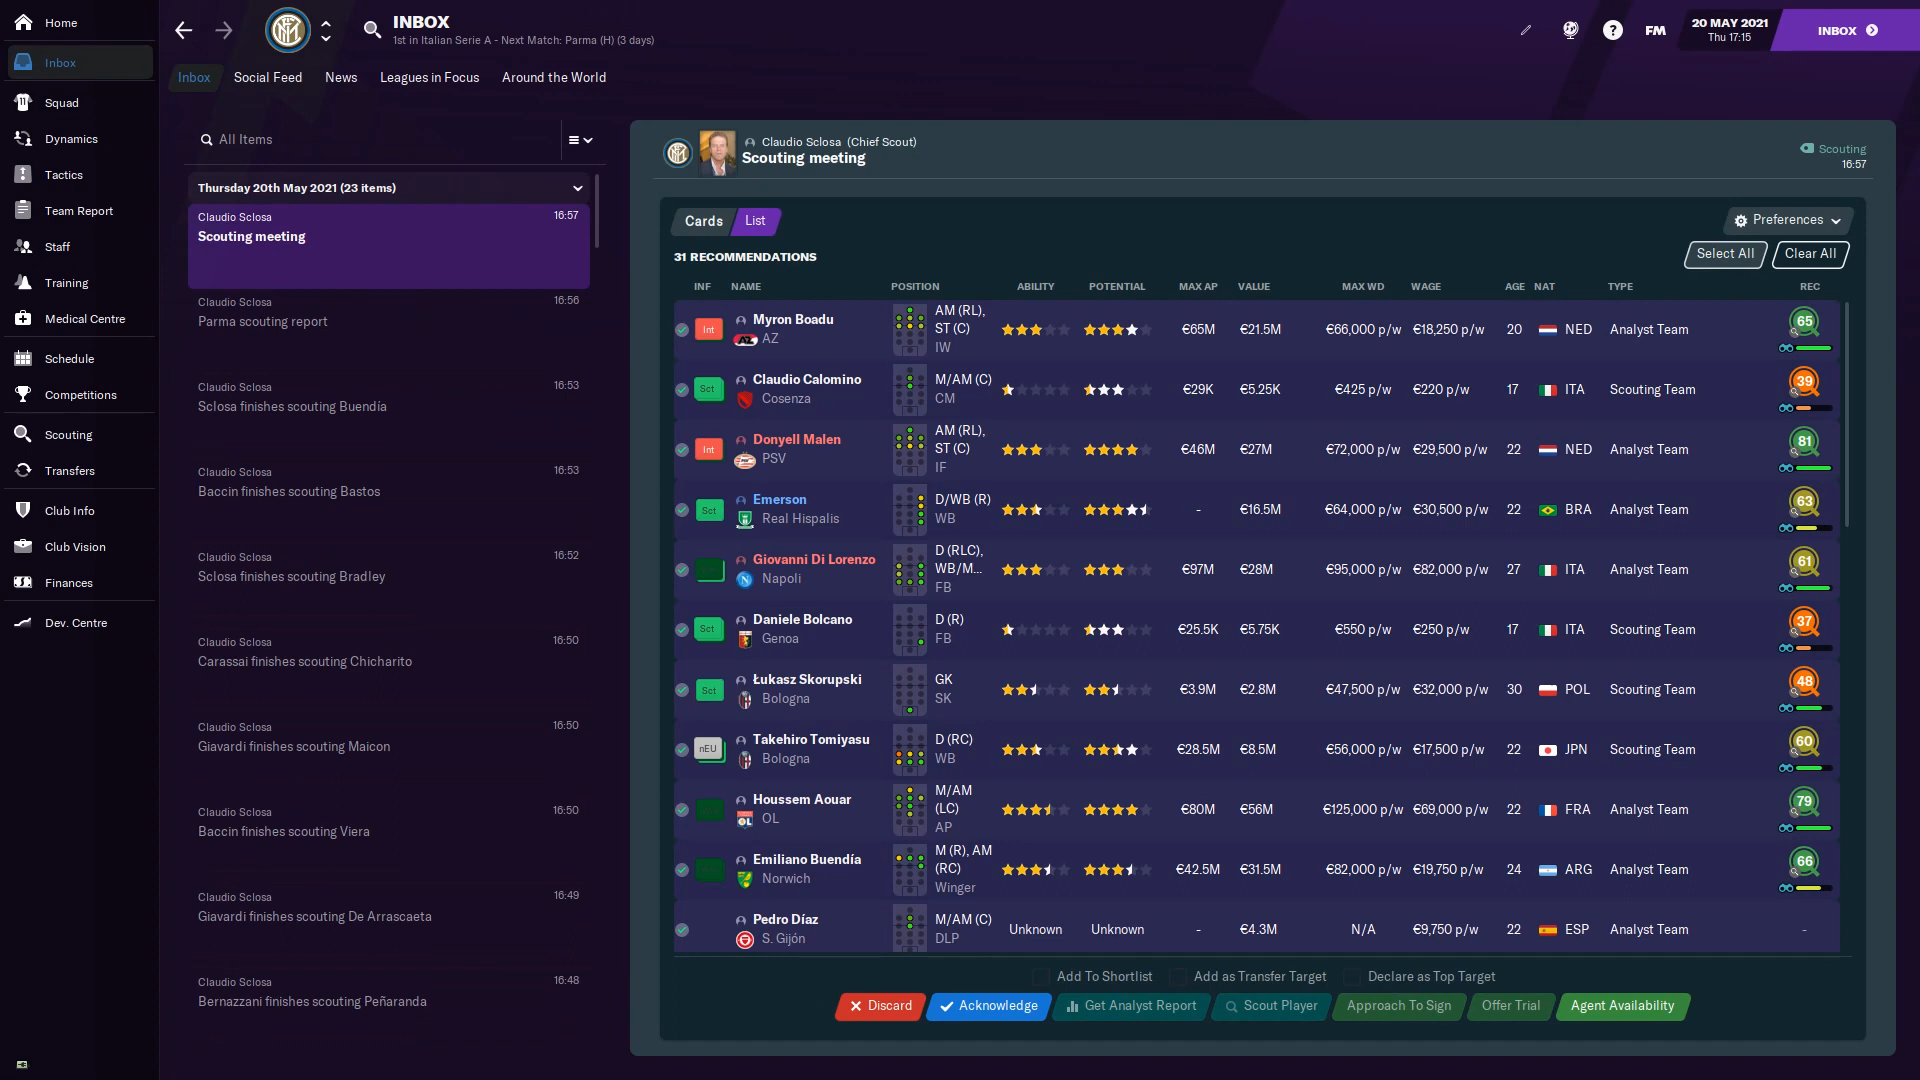 Home
Inbox
Squad
Dynamics
Tactics
Team Report
Staff
Training
Medical Centre
Schedule
Competitions
Scouting
Transfers
Club Info
Club Vision
Finances
Dev. Centre
INBOX
1st in Italian Serie A - Next Match: Parma (H) (3 days)
FM
20 MAY 2021
Thu 17:15
INBOX
Inbox Social Feed News Leagues in Focus Around the World
All Items
Thursday 20th May 2021 (23 items)
Claudio Sclosa 16:57
Scouting meeting
Claudio Sclosa 16:56
Parma scouting report
Claudio Sclosa 16:53
Sclosa finishes scouting Buendía
Claudio Sclosa 16:53
Baccin finishes scouting Bastos
Claudio Sclosa 16:52
Sclosa finishes scouting Bradley
Claudio Sclosa 16:50
Carassai finishes scouting Chicharito
Claudio Sclosa 16:50
Giavardi finishes scouting Maicon
Claudio Sclosa 16:50
Baccin finishes scouting Viera
Claudio Sclosa 16:49
Giavardi finishes scouting De Arrascaeta
Claudio Sclosa 16:48
Bernazzani finishes scouting Peñaranda
Claudio Sclosa (Chief Scout)
Scouting meeting
Scouting
16:57
Cards List
Preferences
31 RECOMMENDATIONS
Select All Clear All
INF NAME POSITION ABILITY POTENTIAL MAX AP VALUE MAX WD WAGE AGE NAT TYPE REC
Int Myron Boadu AZ AM (RL), ST (C) IW €65M €21.5M €66,000 p/w €18,250 p/w 20 NED Analyst Team 65
Sct Claudio Calomino Cosenza M/AM (C) CM €29K €5.25K €425 p/w €220 p/w 17 ITA Scouting Team 39
Int Donyell Malen PSV AM (RL), ST (C) IF €46M €27M €72,000 p/w €29,500 p/w 22 NED Analyst Team 81
Sct Emerson Real Hispalis D/WB (R) WB - €16.5M €64,000 p/w €30,500 p/w 22 BRA Analyst Team 63
Giovanni Di Lorenzo Napoli D (RLC), WB/M... FB €97M €28M €95,000 p/w €82,000 p/w 27 ITA Analyst Team 61
Sct Daniele Bolcano Genoa D (R) FB €25.5K €5.75K €550 p/w €250 p/w 17 ITA Scouting Team 37
Sct Łukasz Skorupski Bologna GK SK €3.9M €2.8M €47,500 p/w €32,000 p/w 30 POL Scouting Team 48
nEU Takehiro Tomiyasu Bologna D (RC) WB €28.5M €8.5M €56,000 p/w €17,500 p/w 22 JPN Scouting Team 60
Houssem Aouar OL M/AM (LC) AP €80M €56M €125,000 p/w €69,000 p/w 22 FRA Analyst Team 79
Emiliano Buendía Norwich M (R), AM (RC) Winger €42.5M €31.5M €82,000 p/w €19,750 p/w 24 ARG Analyst Team 66
Pedro Díaz S. Gijón M/AM (C) DLP Unknown Unknown - €4.3M N/A €9,750 p/w 22 ESP Analyst Team -
Add To Shortlist Add as Transfer Target Declare as Top Target
Discard Acknowledge Get Analyst Report Scout Player Approach To Sign Offer Trial Agent Availability